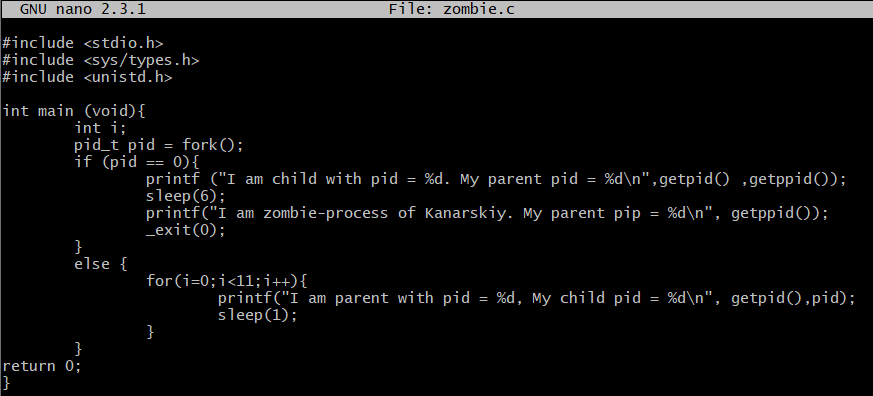 GNU nano 2.3.1 File: zombie.c
#include <stdio.h>
#include <sys/types.h>
#include <unistd.h>
int main (void){
int i;
pid_t pid = fork();
if (pid == 0){
printf ("I am child with pid = %d. My parent pid = %d\n",getpid() ,getppid());
sleep(6);
printf("I am zombie-process of Kanarskiy. My parent pip = %d\n", getppid());
_exit(0);
}
else {
for(i=0;i<11;i++){
printf("I am parent with pid = %d, My child pid = %d\n", getpid(),pid);
sleep(1);
}
}
return 0;
}